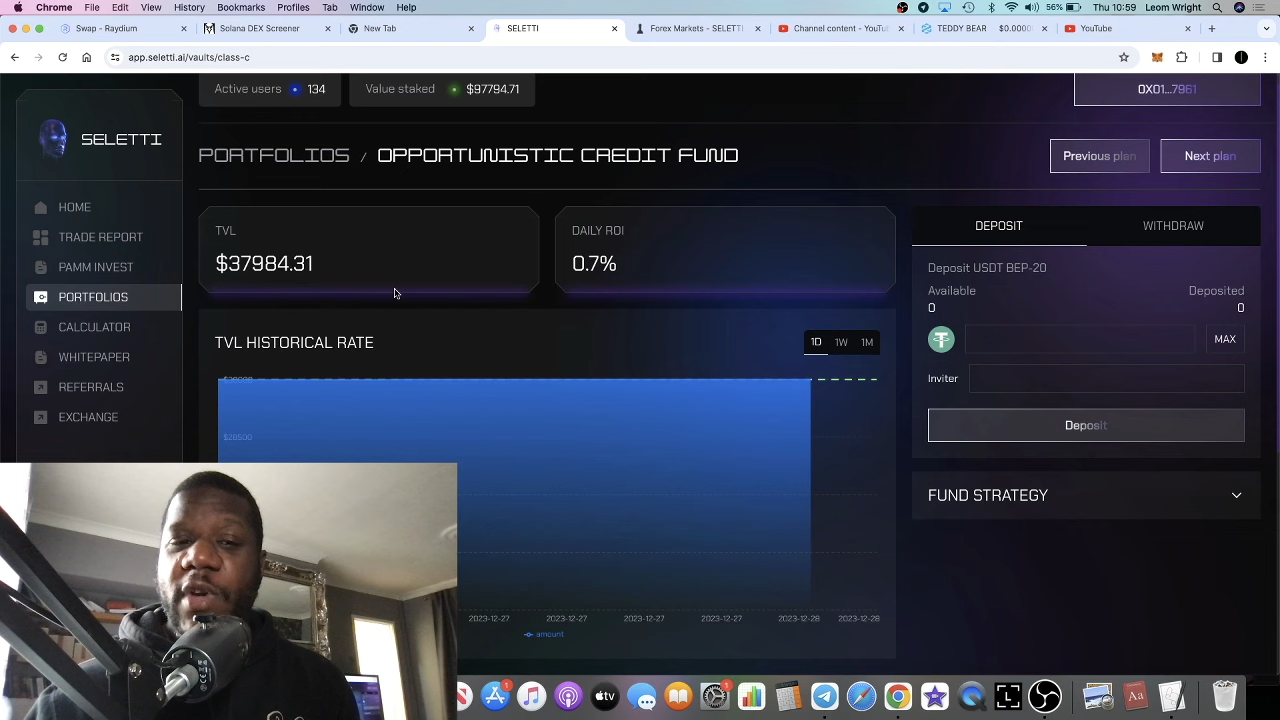 Chrome File Edit View History Bookmarks Profiles Tab Window Help 56% Thu 7 Dec 10:59 Leom Wright
Swap - Raydium
Solana DEX Screener
New Tab
SELETTI
Forex Markets - SELETTI
Channel content - YouTube
TEDDY BEAR $0.0000
YouTube
app.seletti.ai/vaults/class-c
Active users 134
Value staked $97794.71
0X01...7961
SELETTI
PORTFOLIOS / OPPORTUNISTIC CREDIT FUND
Previous plan
Next plan
HOME
TRADE REPORT
PAMM INVEST
PORTFOLIOS
CALCULATOR
WHITEPAPER
REFERRALS
EXCHANGE
TVL
$37984.31
DAILY ROI
0.7%
TVL HISTORICAL RATE
1D 1W 1M
$28500
2023-12-27 2023-12-27 2023-12-27 2023-12-27 2023-12-28 2023-12-28
amount
DEPOSIT WITHDRAW
Deposit USDT BEP-20
Available Deposited
0 0
MAX
Inviter
Deposit
FUND STRATEGY